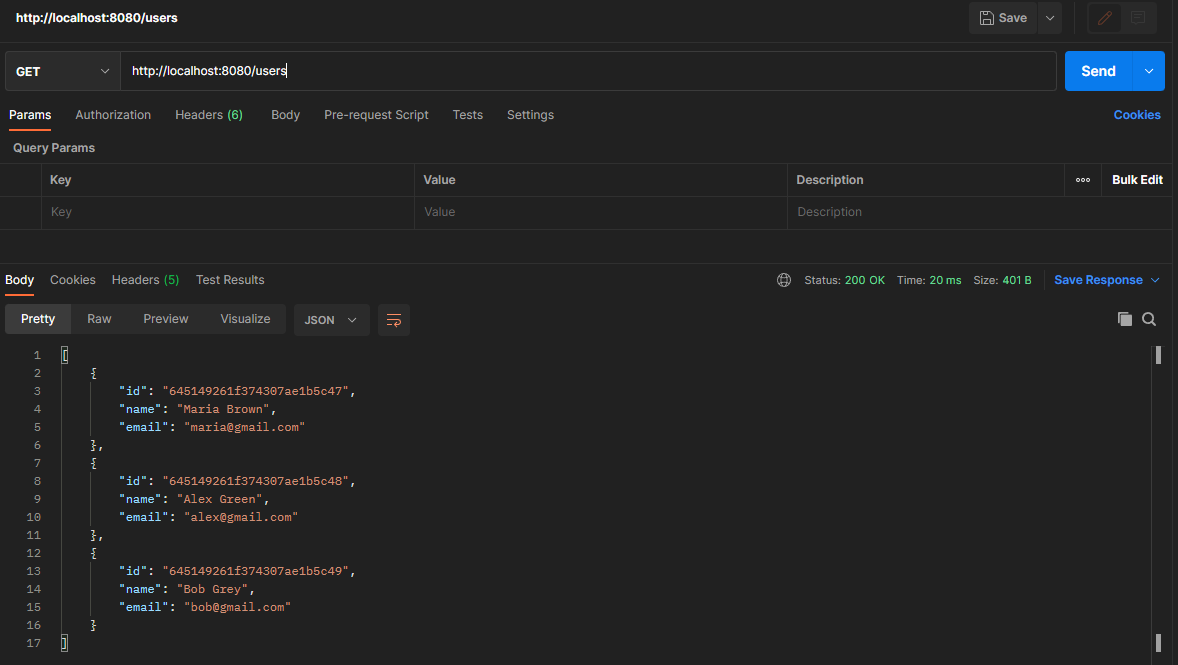 http://localhost:8080/users Save
GET http://localhost:8080/users Send
Params Authorization Headers (6) Body Pre-request Script Tests Settings Cookies
Query Params
Key Value Description Bulk Edit
Key Value Description
Body Cookies Headers (5) Test Results Status: 200 OK Time: 20 ms Size: 401 B Save Response
Pretty Raw Preview Visualize JSON
1 [
2 {
3 "id": "645149261f374307ae1b5c47",
4 "name": "Maria Brown",
5 "email": "maria@gmail.com"
6 },
7 {
8 "id": "645149261f374307ae1b5c48",
9 "name": "Alex Green",
10 "email": "alex@gmail.com"
11 },
12 {
13 "id": "645149261f374307ae1b5c49",
14 "name": "Bob Grey",
15 "email": "bob@gmail.com"
16 }
17 ]